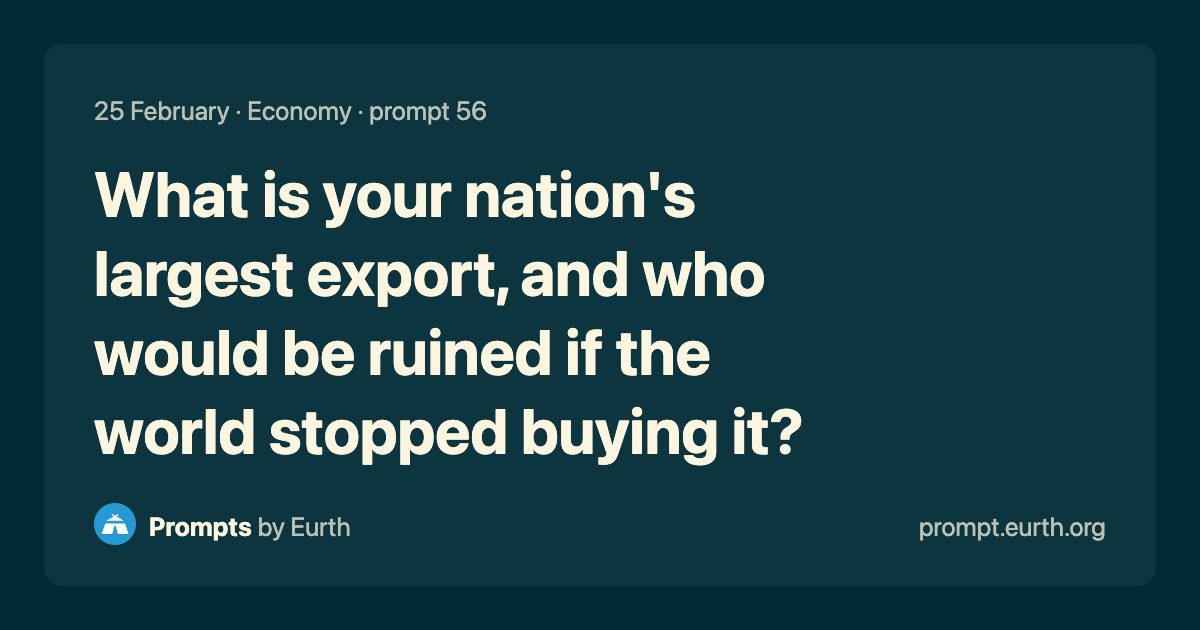 25 February · Economy · prompt 56
What is your nation's
largest export, and who
would be ruined if the
world stopped buying it?
Prompts by Eurth
prompt.eurth.org